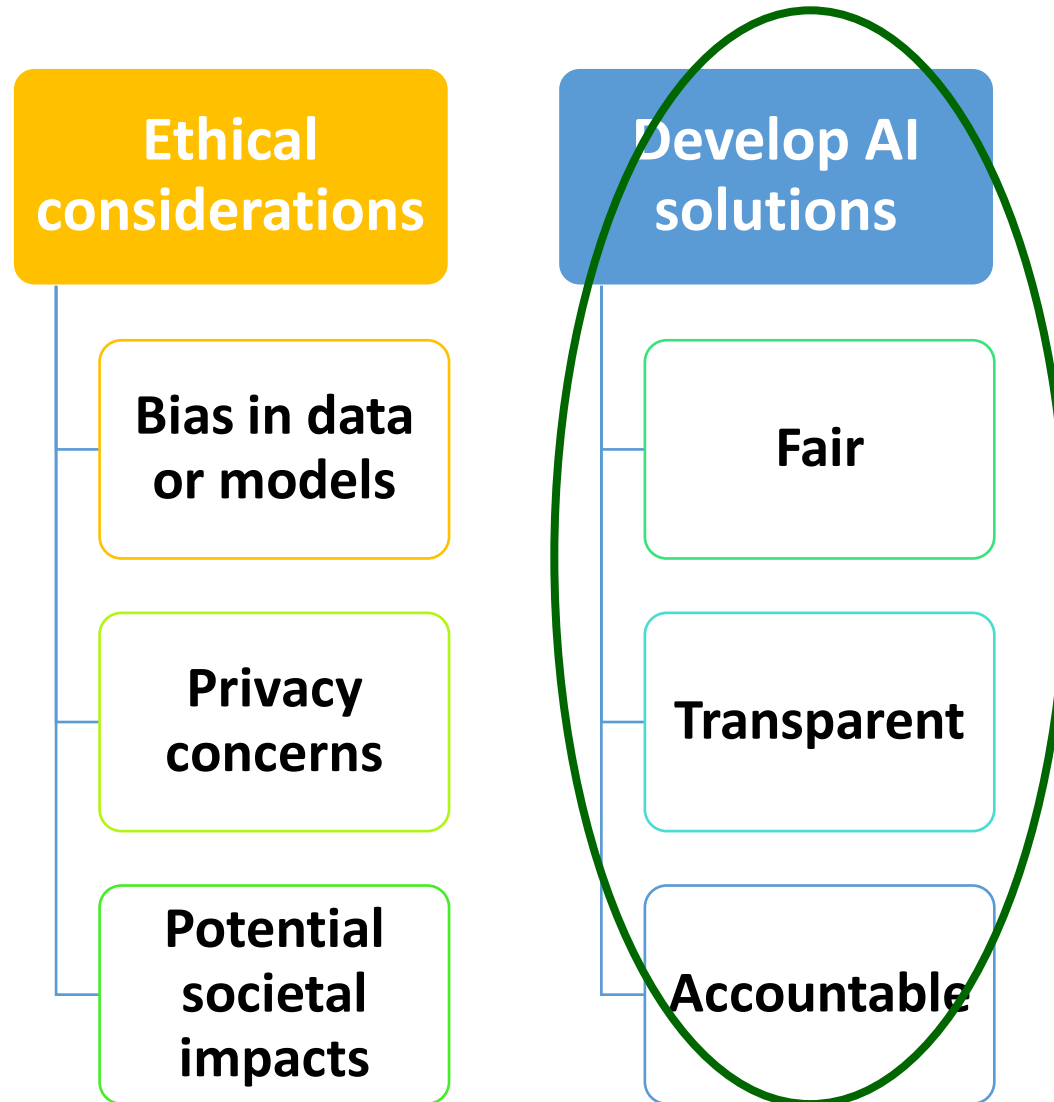 Ethical
considerations
Bias in data
or models
Privacy
concerns
Potential
societal
impacts
Develop AI
solutions
Fair
Transparent
Accountable